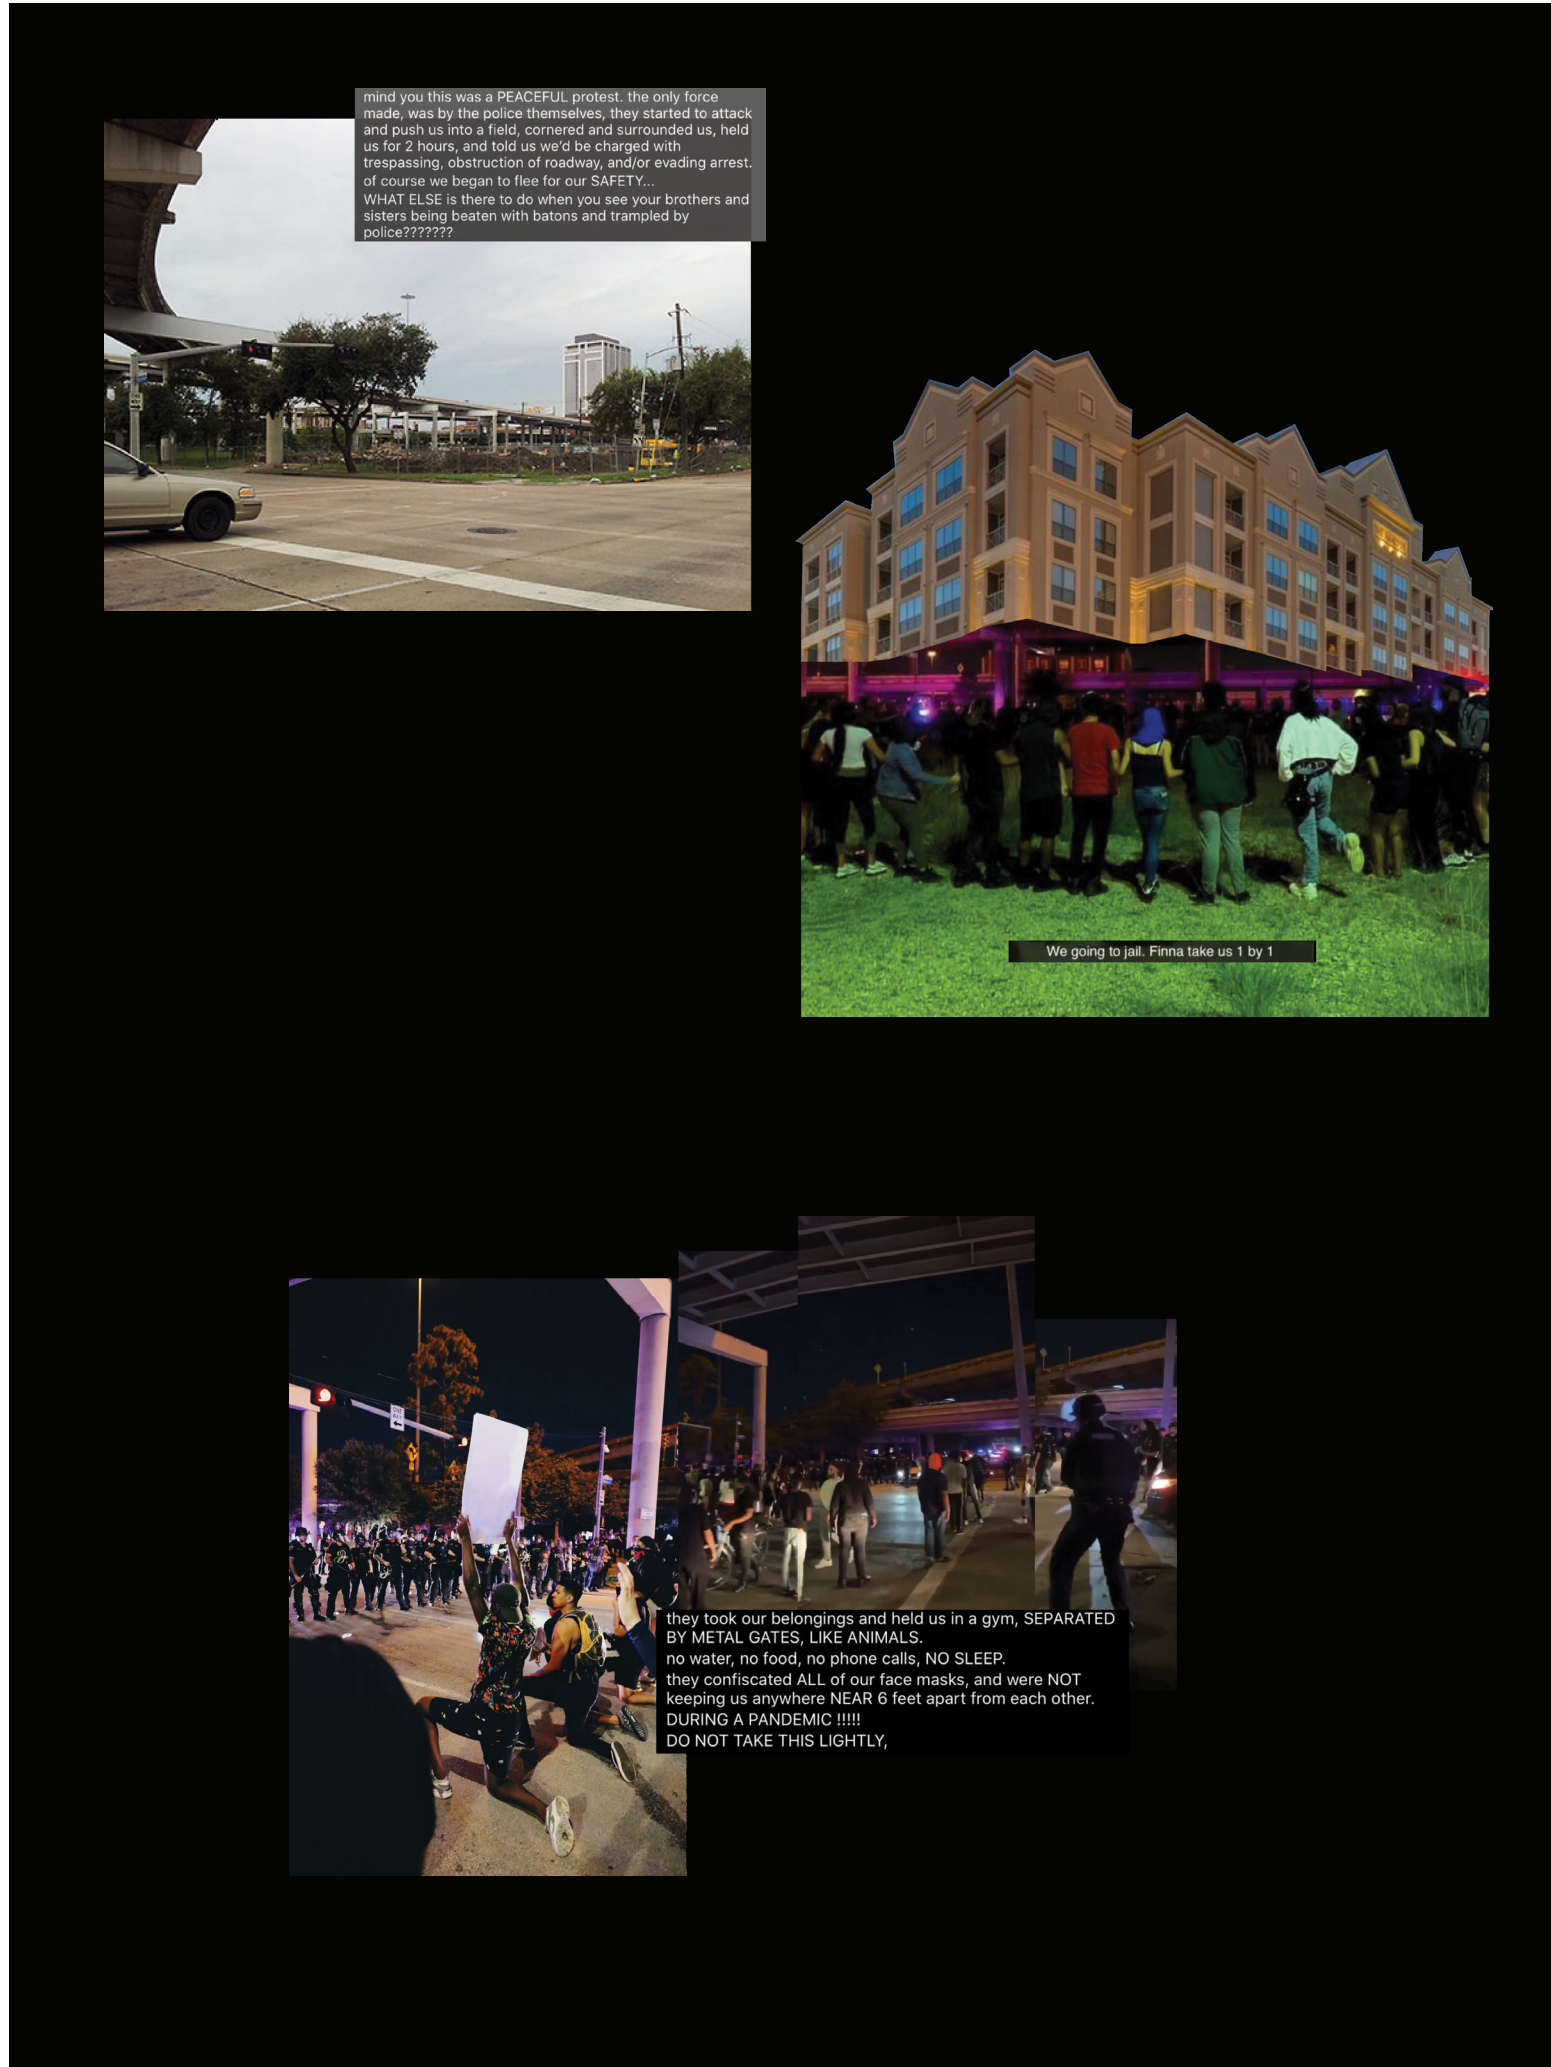 mind you this was a PEACEFUL protest. the only force
made, was by the police themselves, they started to attack
and push us into a field, cornered and surrounded us, held
us for 2 hours, and told us we'd be charged with
trespassing, obstruction of roadway, and/or evading arrest.
of course we began to flee for our SAFETY...
WHAT ELSE is there to do when you see your brothers and
sisters being beaten with batons and trampled by
police???????
We going to jail. Finna take us 1 by 1
ONE
WAY
they took our belongings and held us in a gym, SEPARATED
BY METAL GATES, LIKE ANIMALS.
no water, no food, no phone calls, NO SLEEP.
they confiscated ALL of our face masks, and were NOT
keeping us anywhere NEAR 6 feet apart from each other.
DURING A PANDEMIC !!!!!
DO NOT TAKE THIS LIGHTLY,